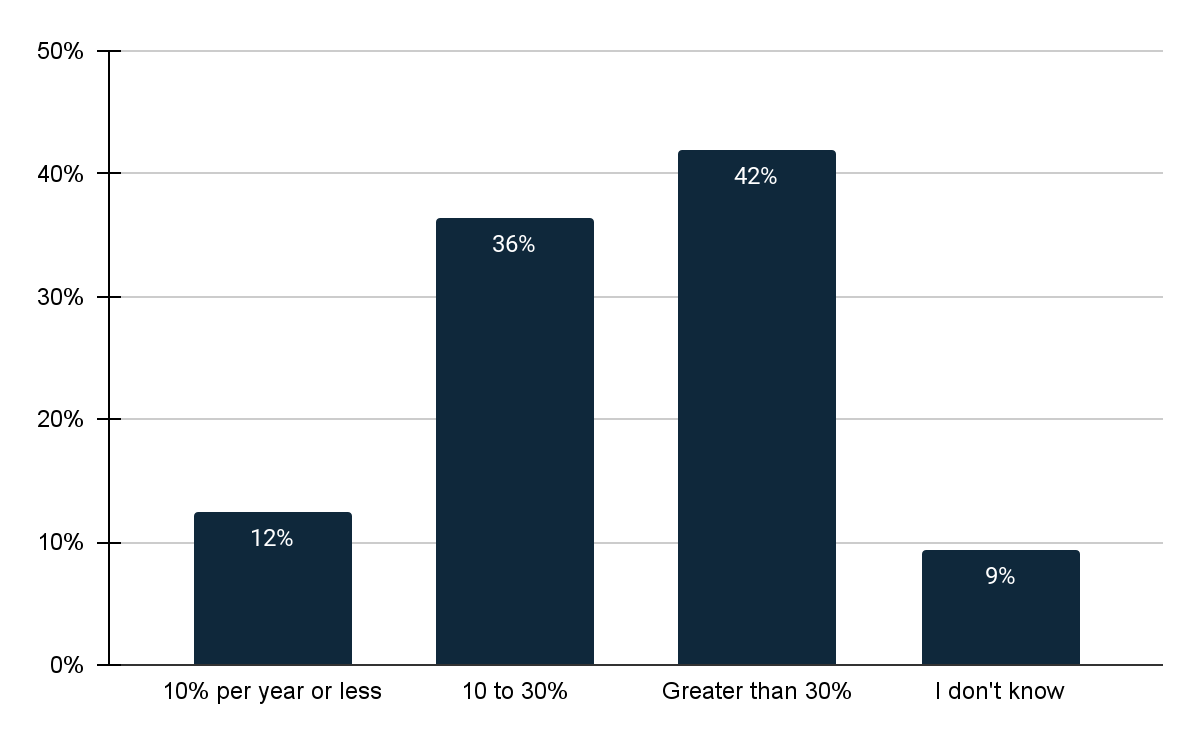 50%
40%
30%
20%
10%
0%
12%
36%
42%
9%
10% per year or less
10 to 30%
Greater than 30%
I don't know